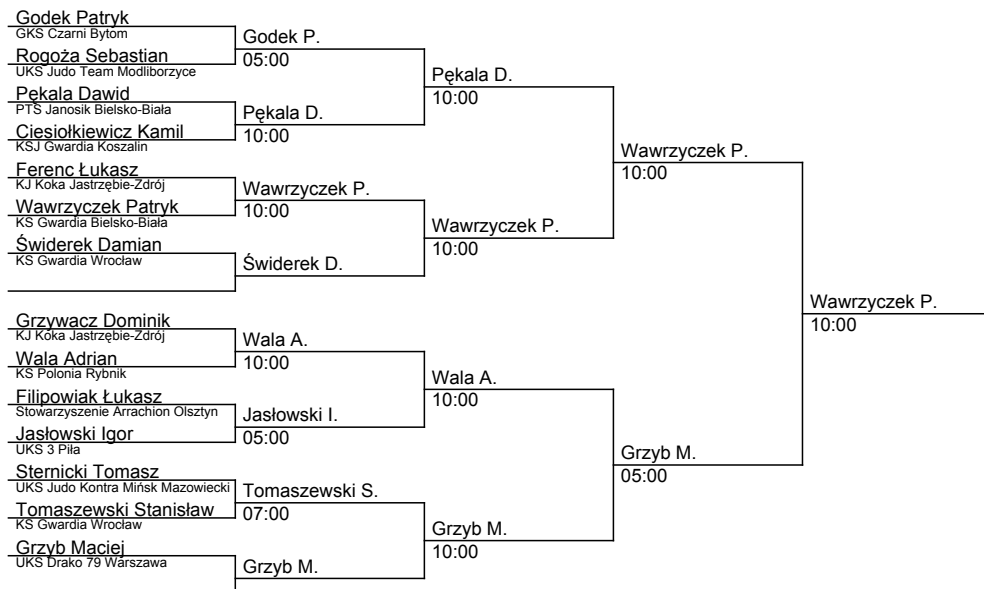 Godek Patryk
GKS Czarni Bytom
Rogoża Sebastian
UKS Judo Team Modliborzyce
Pękala Dawid
PTS Janosik Bielsko-Biała
Ciesiołkiewicz Kamil
KSJ Gwardia Koszalin
Ferenc Łukasz
KJ Koka Jastrzębie-Zdrój
Wawrzyczek Patryk
KS Gwardia Bielsko-Biała
Świderek Damian
KS Gwardia Wrocław
Grzywacz Dominik
KJ Koka Jastrzębie-Zdrój
Wala Adrian
KS Polonia Rybnik
Filipowiak Łukasz
Stowarzyszenie Arrachion Olsztyn
Jasłowski Igor
UKS 3 Piła
Sternicki Tomasz
UKS Judo Kontra Mińsk Mazowiecki
Tomaszewski Stanisław
KS Gwardia Wrocław
Grzyb Maciej
UKS Drako 79 Warszawa
Godek P.
05:00
Pękala D.
10:00
Wawrzyczek P.
10:00
Świderek D.
Wala A.
10:00
Jasłowski I.
05:00
Tomaszewski S.
07:00
Grzyb M.
Pękala D.
10:00
Wawrzyczek P.
10:00
Wala A.
10:00
Grzyb M.
10:00
Wawrzyczek P.
10:00
Grzyb M.
05:00
Wawrzyczek P.
10:00